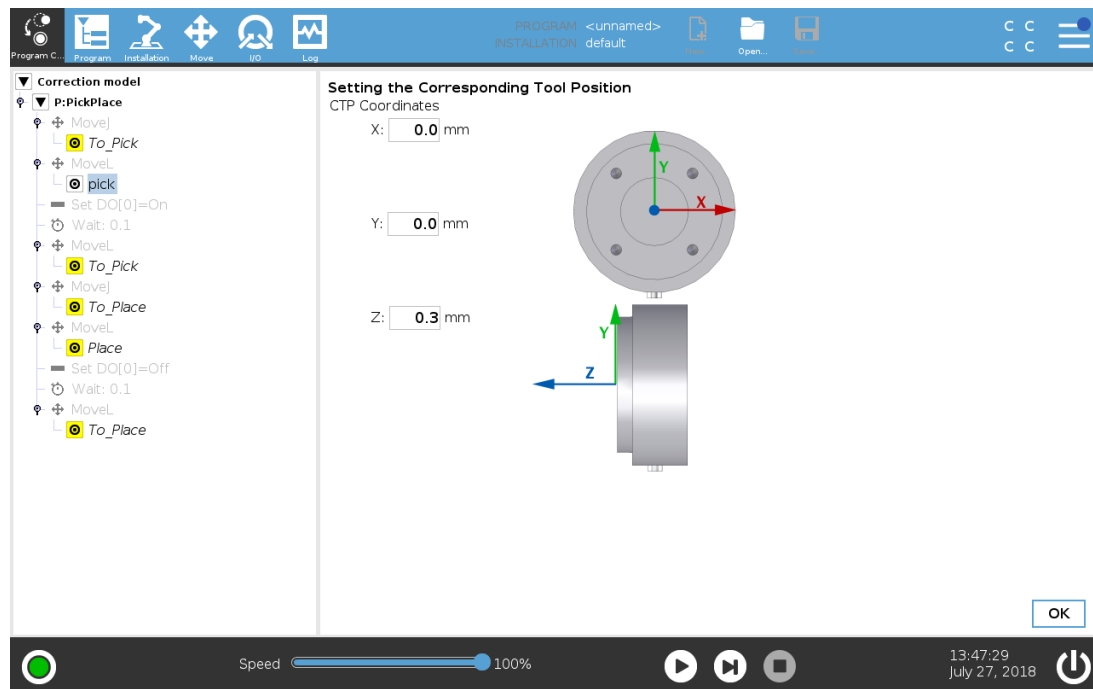 PROGRAM <unnamed>
INSTALLATION default
New...
Open...
Save...
C C
C C
Program C...
Program
Installation
Move
I/O
Log
Correction model
P:PickPlace
MoveJ
To_Pick
MoveL
pick
Set DO[0]=On
Wait: 0.1
MoveL
To_Pick
MoveJ
To_Place
MoveL
Place
Set DO[0]=Off
Wait: 0.1
MoveL
To_Place
Setting the Corresponding Tool Position
CTP Coordinates
X: 0.0 mm
Y: 0.0 mm
Z: 0.3 mm
Y
X
Y
Z
OK
Speed 100%
13:47:29
July 27, 2018